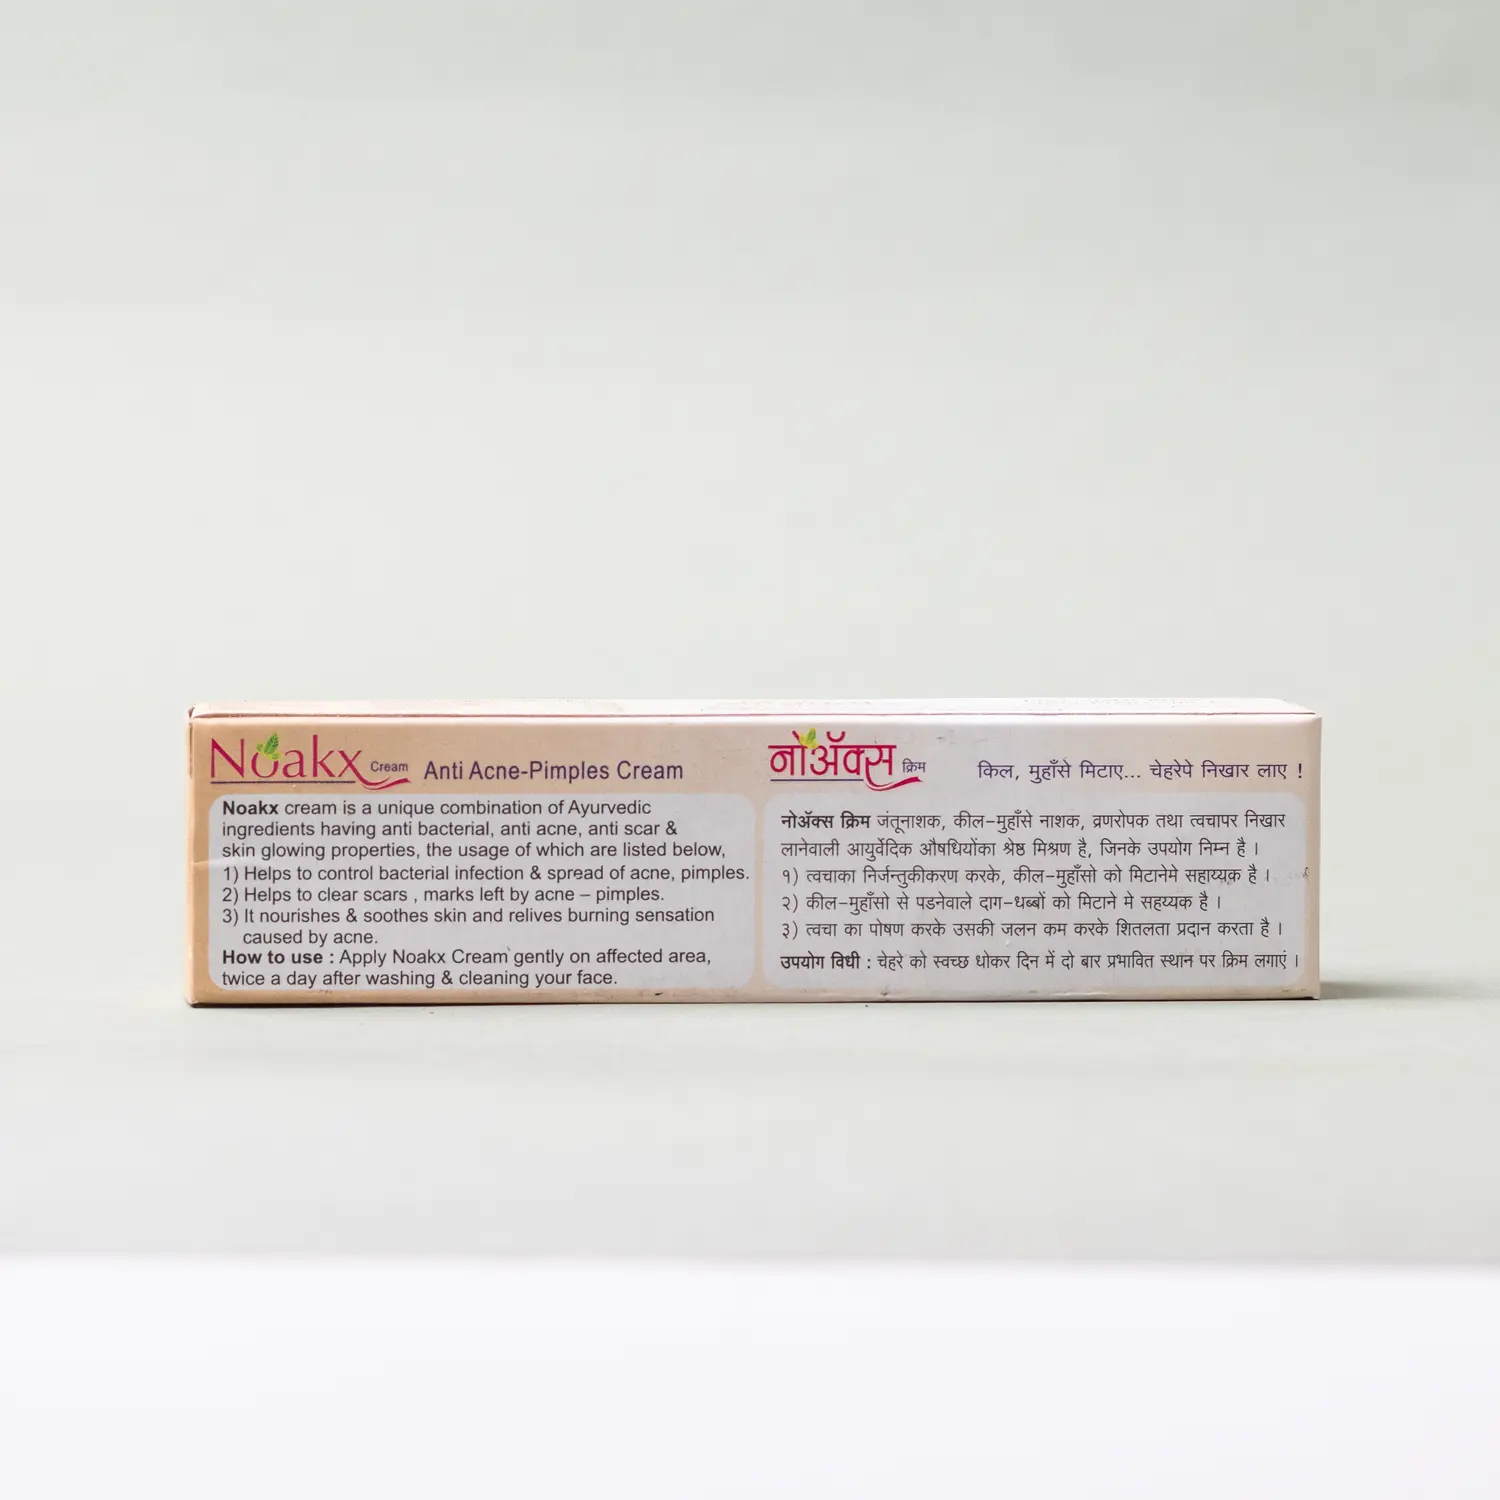 Noakx Cream Anti Acne-Pimples Cream
Noakx cream is a unique combination of Ayurvedic
ingredients having anti bacterial, anti acne, anti scar &
skin glowing properties, the usage of which are listed below,
1) Helps to control bacterial infection & spread of acne, pimples.
2) Helps to clear scars , marks left by acne – pimples.
3) It nourishes & soothes skin and relives burning sensation
caused by acne.
How to use : Apply Noakx Cream gently on affected area,
twice a day after washing & cleaning your face.
नोॲक्स क्रिम किल, मुहाँसे मिटाए... चेहरेपे निखार लाए !
नोॲक्स क्रिम जंतूनाशक, कील-मुहाँसे नाशक, व्रणरोपक तथा त्वचापर निखार
लानेवाली आयुर्वेदिक औषधियोंका श्रेष्ठ मिश्रण है, जिनके उपयोग निम्न है ।
१) त्वचाका निर्जन्तुकीकरण करके, कील-मुहाँसो को मिटानेमे सहाय्यक है ।
२) कील-मुहाँसो से पडनेवाले दाग-धब्बों को मिटाने मे सहय्यक है ।
३) त्वचा का पोषण करके उसकी जलन कम करके शितलता प्रदान करता है ।
उपयोग विधी : चेहरे को स्वच्छ धोकर दिन में दो बार प्रभावित स्थान पर क्रिम लगाएं ।